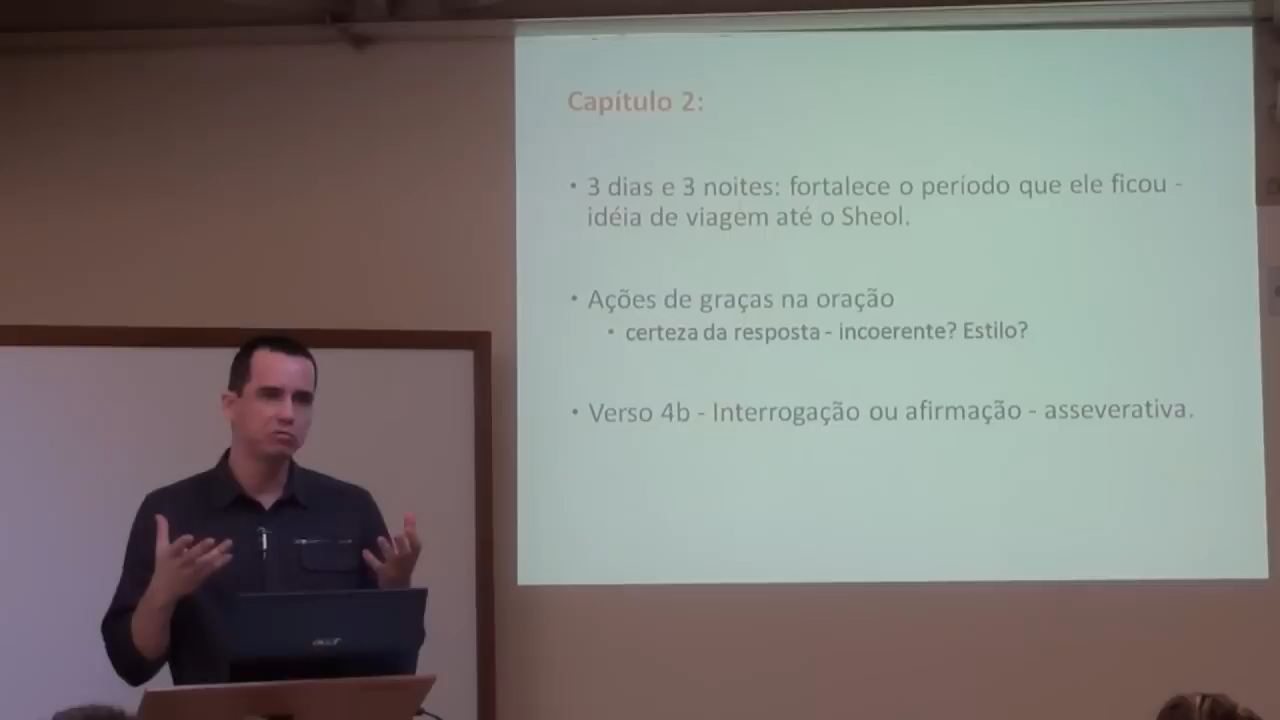 Capítulo 2:
• 3 dias e 3 noites: fortalece o período que ele ficou -
idéia de viagem até o Sheol.
• Ações de graças na oração
• certeza da resposta - incoerente? Estilo?
• Verso 4b - Interrogação ou afirmação - asseverativa.
acer